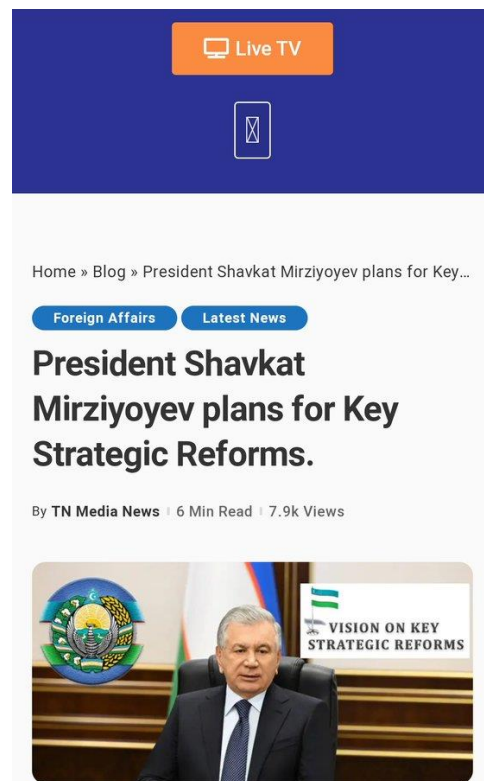 Live TV
Home » Blog » President Shavkat Mirziyoyev plans for Key...
Foreign Affairs Latest News
President Shavkat
Mirziyoyev plans for Key
Strategic Reforms.
By TN Media News 6 Min Read 7.9k Views
VISION ON KEY
STRATEGIC REFORMS